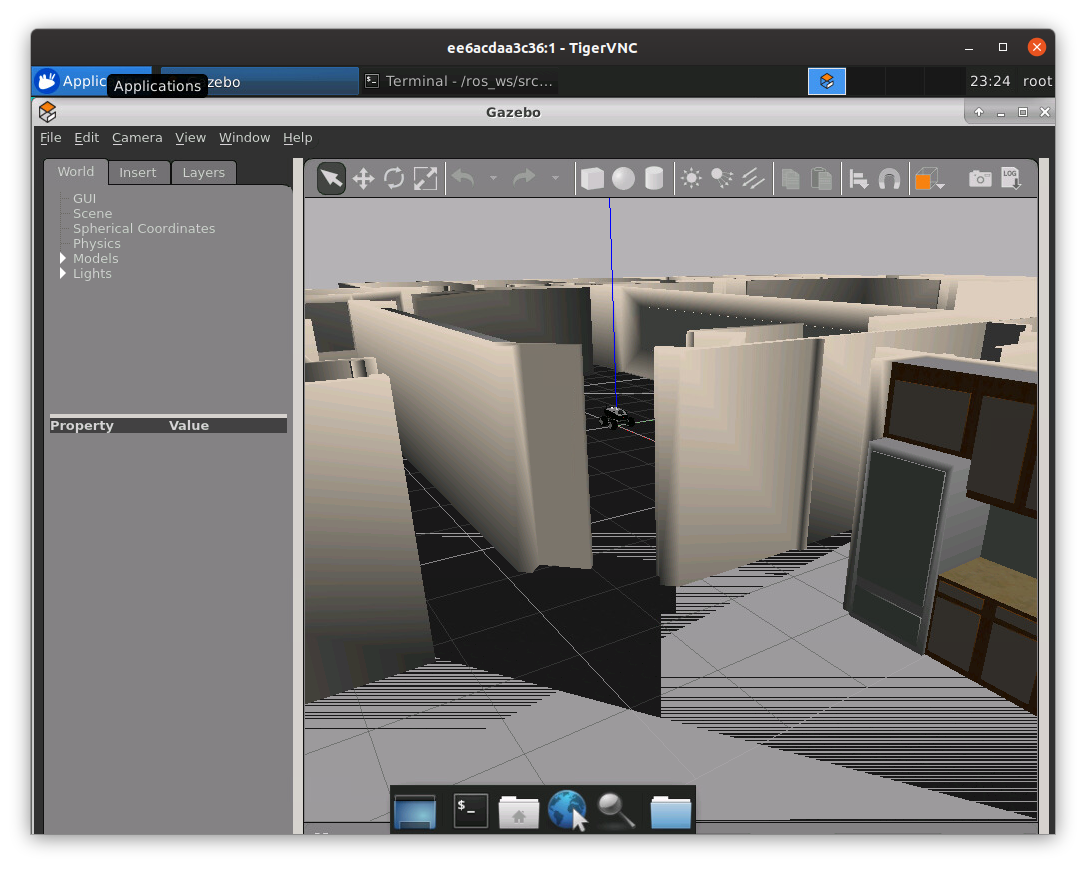 ee6acdaa3c36:1 - TigerVNC
Applic
Applications
zebo
Terminal - /ros_ws/src...
23:24
root
Gazebo
File Edit Camera View Window Help
World Insert Layers
LOG
GUI
Scene
Spherical Coordinates
Physics
Models
Lights
Property Value
$_